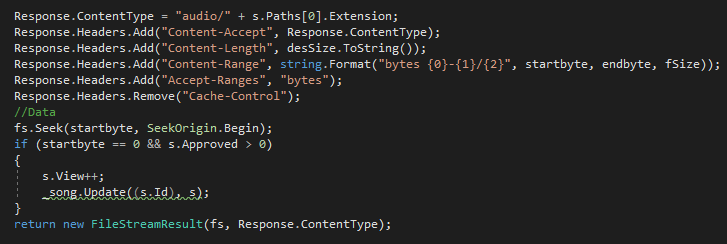 Response.ContentType = "audio/" + s.Paths[0].Extension;
Response.Headers.Add("Content-Accept", Response.ContentType);
Response.Headers.Add("Content-Length", desSize.ToString());
Response.Headers.Add("Content-Range", string.Format("bytes {0}-{1}/{2}", startbyte, endbyte, fSize));
Response.Headers.Add("Accept-Ranges", "bytes");
Response.Headers.Remove("Cache-Control");
//Data
fs.Seek(startbyte, SeekOrigin.Begin);
if (startbyte == 0 && s.Approved > 0)
{
s.View++;
_song.Update((s.Id), s);
}
return new FileStreamResult(fs, Response.ContentType);